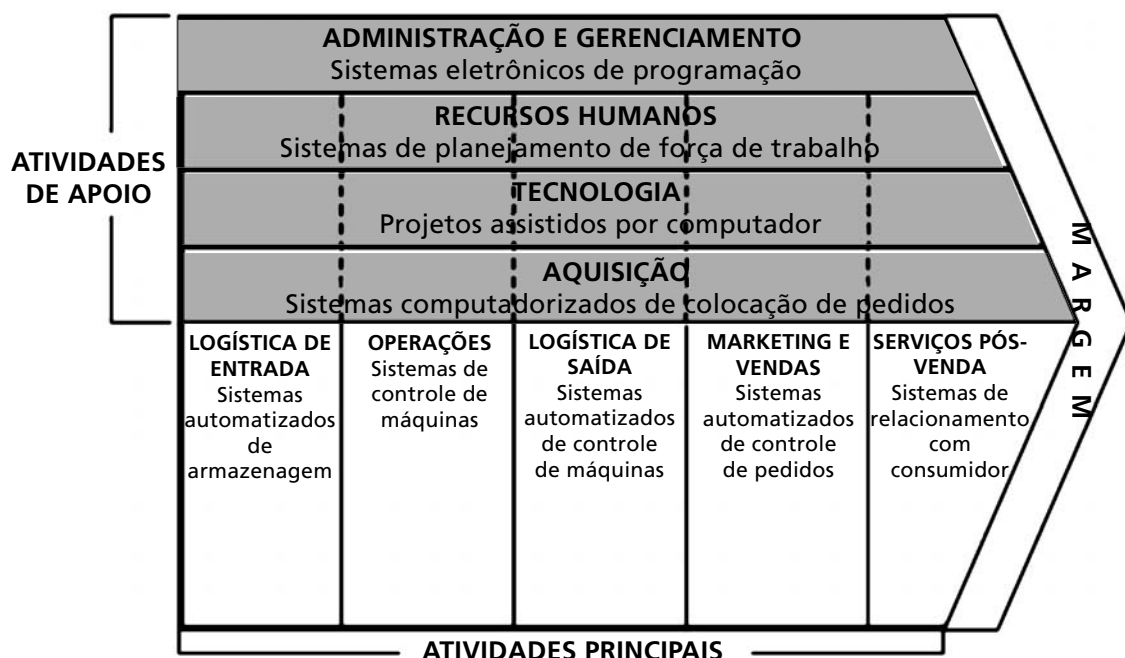 ADMINISTRAÇÃO E GERENCIAMENTO
Sistemas eletrônicos de programação
RECURSOS HUMANOS
Sistemas de planejamento de força de trabalho
ATIVIDADES
DE APOIO
TECNOLOGIA
Projetos assistidos por computador
AQUISIÇÃO
Sistemas computadorizados de colocação de pedidos
MARGEM
LOGÍSTICA DE
ENTRADA
Sistemas
automatizados
de
armazenagem
OPERAÇÕES
Sistemas de
controle de
máquinas
LOGÍSTICA DE
SAÍDA
Sistemas
automatizados
de controle
de máquinas
MARKETING E
VENDAS
Sistemas
automatizados
de controle
de pedidos
SERVIÇOS PÓS-
VENDA
Sistemas de
relacionamento
com
consumidor
ATIVIDADES PRINCIPAIS